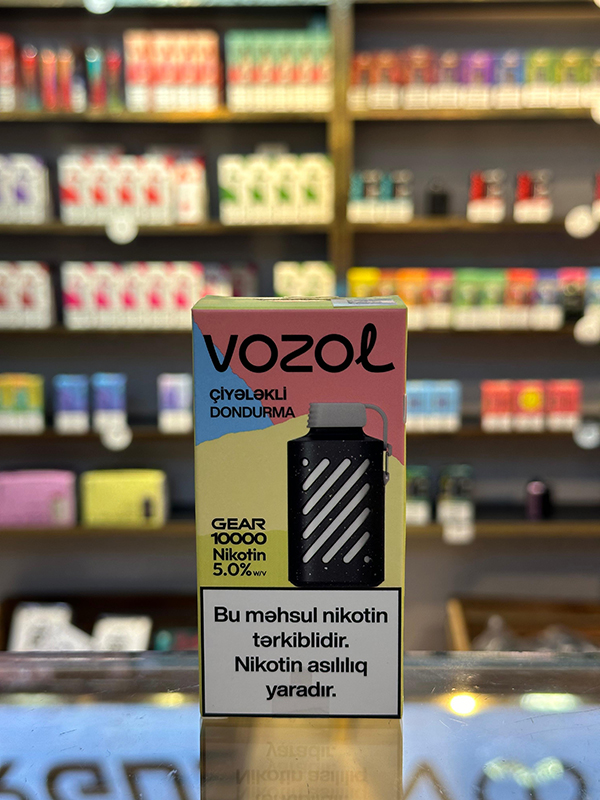 VOZOL
ÇİYƏLƏKLİ
DONDURMA
GEAR
10000
Nikotin
5.0% w/v
Bu məhsul nikotin
tərkiblidir.
Nikotin asılılıq
yaradır.